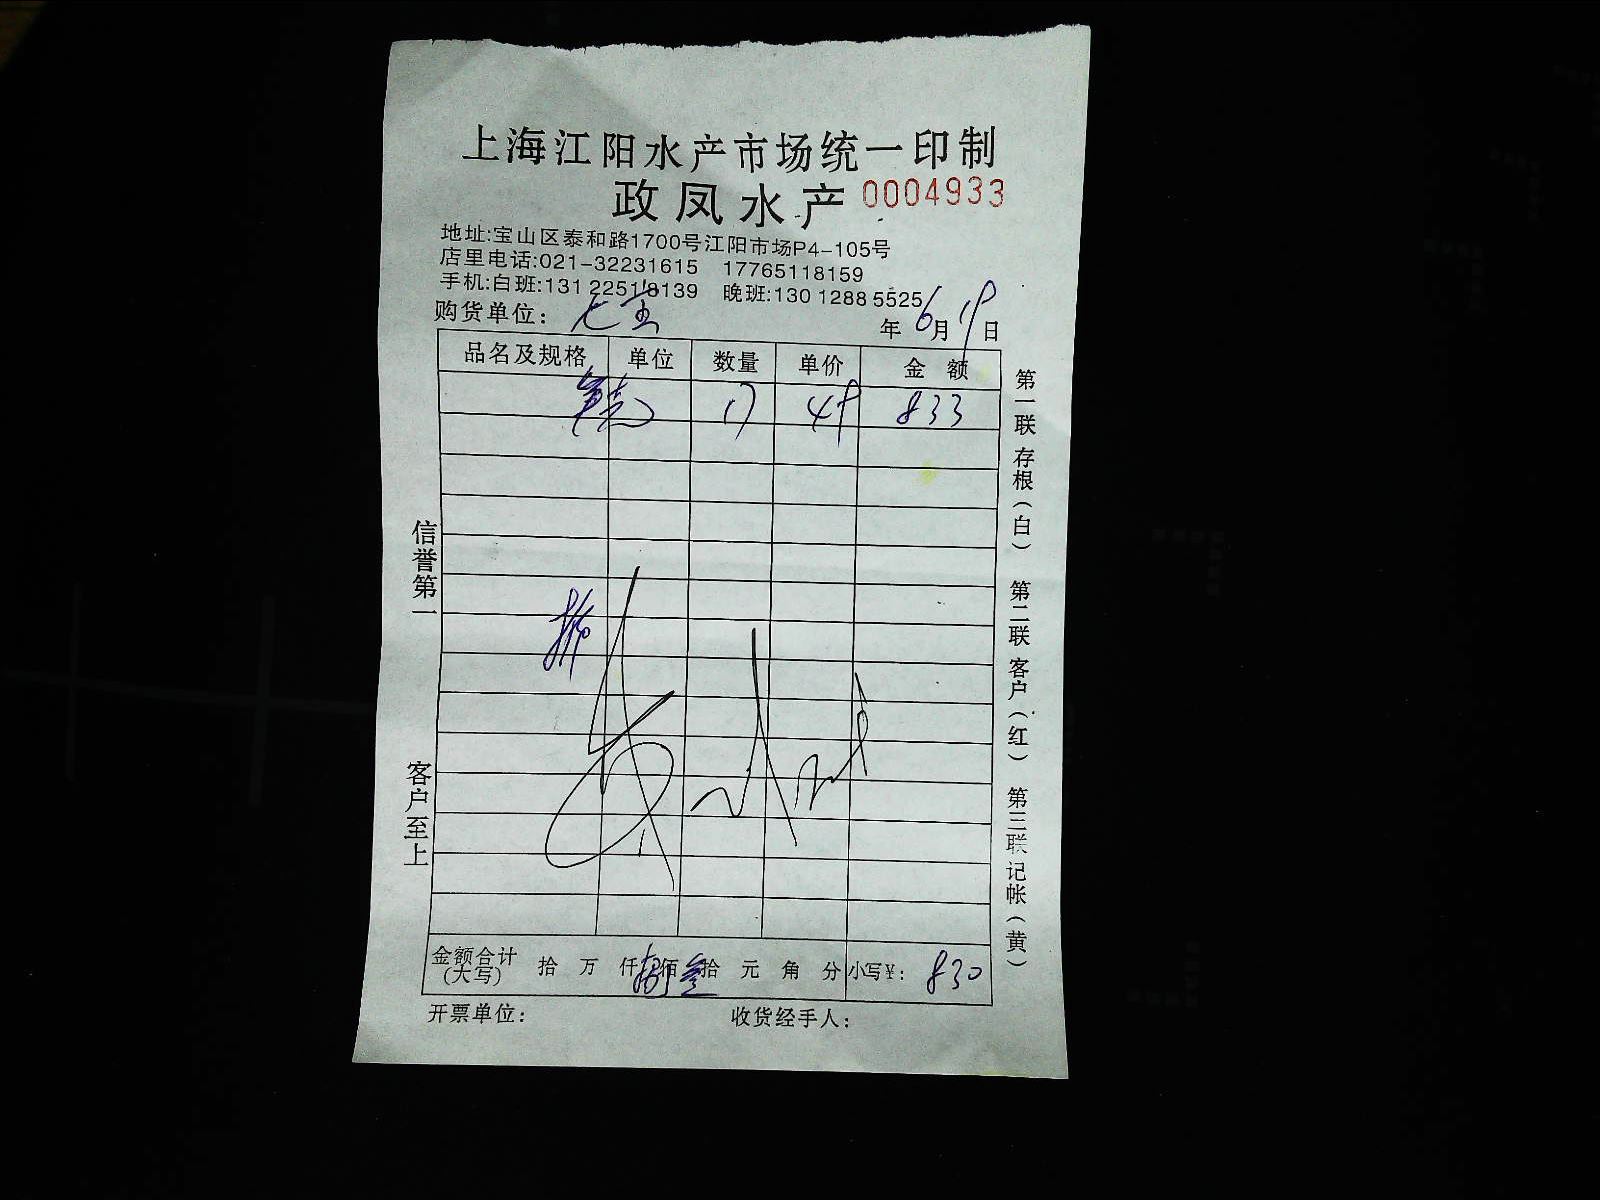 上海江阳水产市场统一印制
政凤水产 0004933
地址:宝山区泰和路1700号江阳市场P4-105号
店里电话:021-32231615 17765118159
手机:白班:131 2251 8139 晚班:130 1288 5525
购货单位: 七宝 年6月19日
品名及规格 单位 数量 单价 金额
17 49 833
信誉第一
客户至上
第一联存根(白) 第二联客户(红) 第三联记帐(黄)
金额合计(大写) 拾 万 仟 捌佰 叁拾 元 角 分 小写¥: 830
开票单位: 收货经手人: